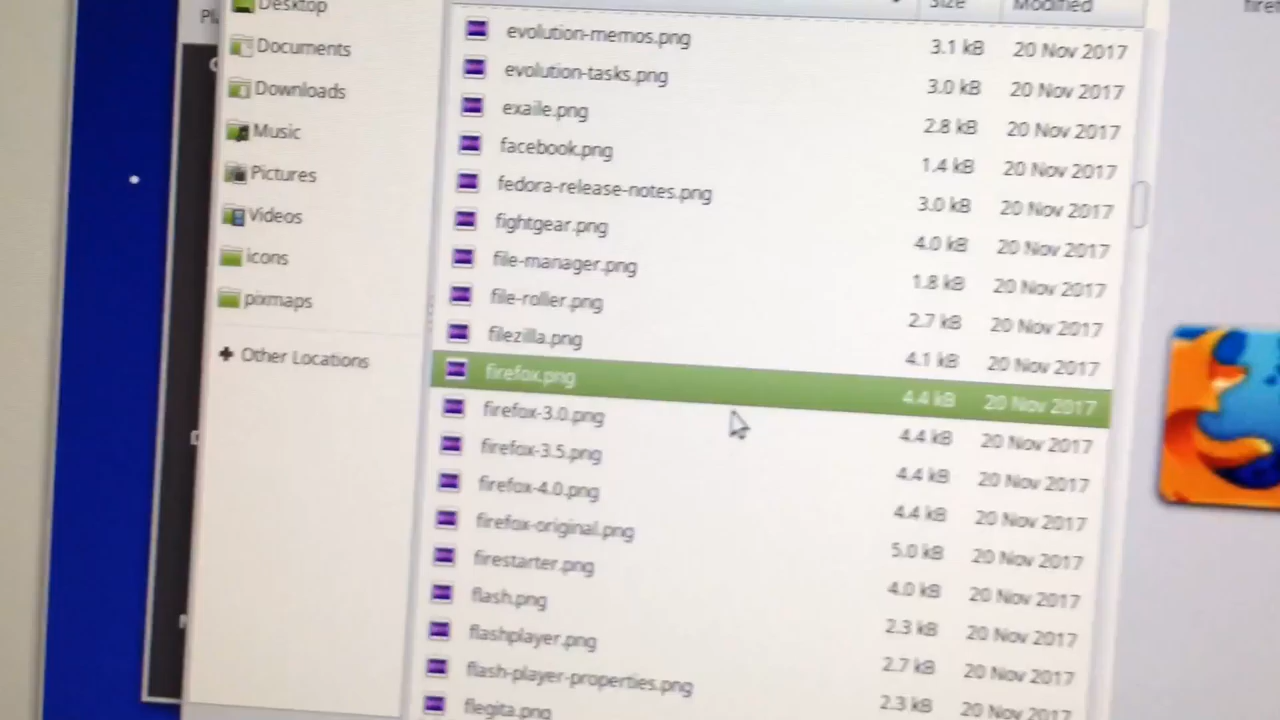 Desktop
Documents
Downloads
Music
Pictures
Videos
icons
pixmaps
Other Locations
Size Modified
evolution-memos.png 3.1 kB 20 Nov 2017
evolution-tasks.png 3.0 kB 20 Nov 2017
exaile.png 2.8 kB 20 Nov 2017
facebook.png 1.4 kB 20 Nov 2017
fedora-release-notes.png 3.0 kB 20 Nov 2017
fightgear.png 4.0 kB 20 Nov 2017
file-manager.png 1.8 kB 20 Nov 2017
file-roller.png 2.7 kB 20 Nov 2017
filezilla.png 4.1 kB 20 Nov 2017
firefox.png 4.4 kB 20 Nov 2017
firefox-3.0.png 4.4 kB 20 Nov 2017
firefox-3.5.png 4.4 kB 20 Nov 2017
firefox-4.0.png 4.4 kB 20 Nov 2017
firefox-original.png 5.0 kB 20 Nov 2017
firestarter.png 4.0 kB 20 Nov 2017
flash.png 2.3 kB 20 Nov 2017
flashplayer.png 2.7 kB 20 Nov 2017
flash-player-properties.png 2.3 kB 20 Nov 2017
flegita.png